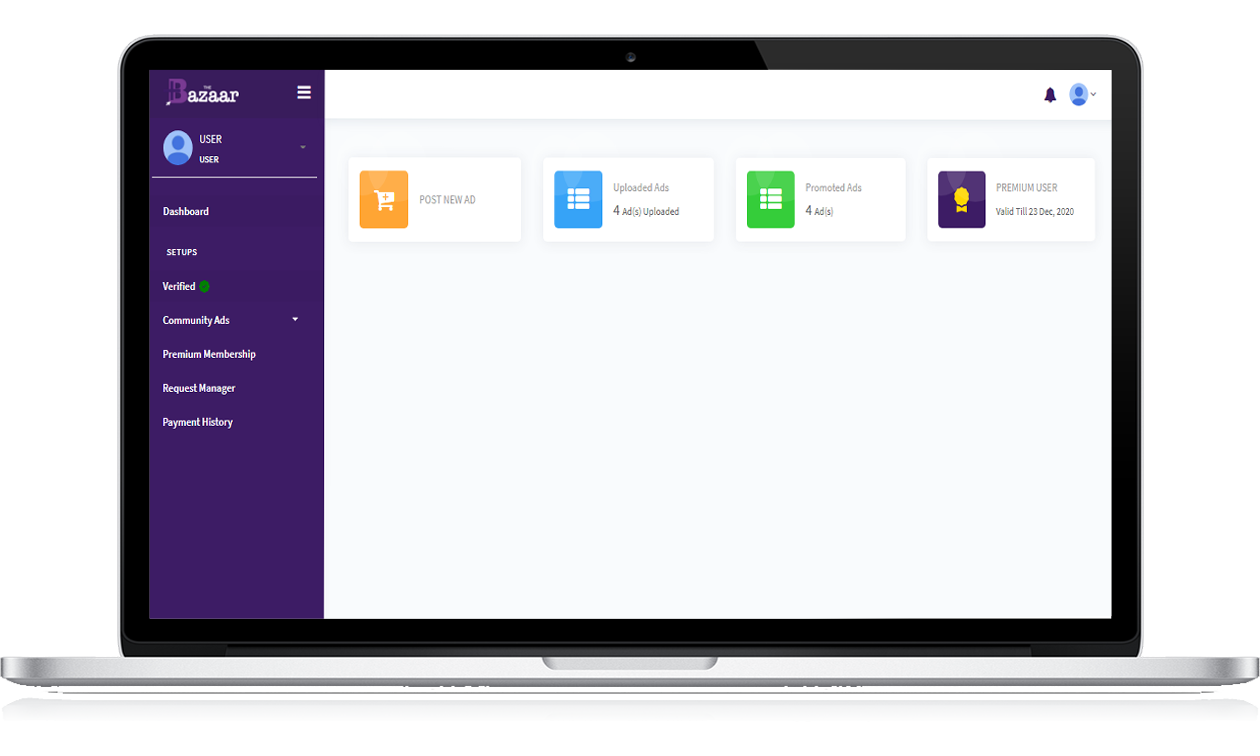 THE
Bazaar
USER
USER
Dashboard
SETUPS
Verified
Community Ads
Premium Membership
Request Manager
Payment History
POST NEW AD
Uploaded Ads
4 Ad(s) Uploaded
Promoted Ads
4 Ad(s)
PREMIUM USER
Valid Till 23 Dec, 2020